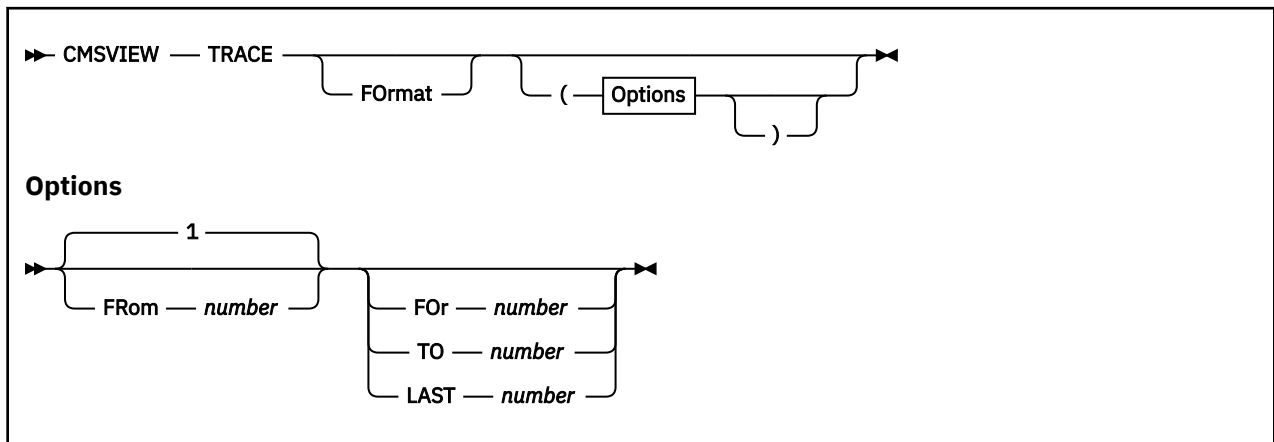 CMSVIEW TRACE
FOrmat
( Options
)
Options
1
FRom number
FOr number
TO number
LAST number